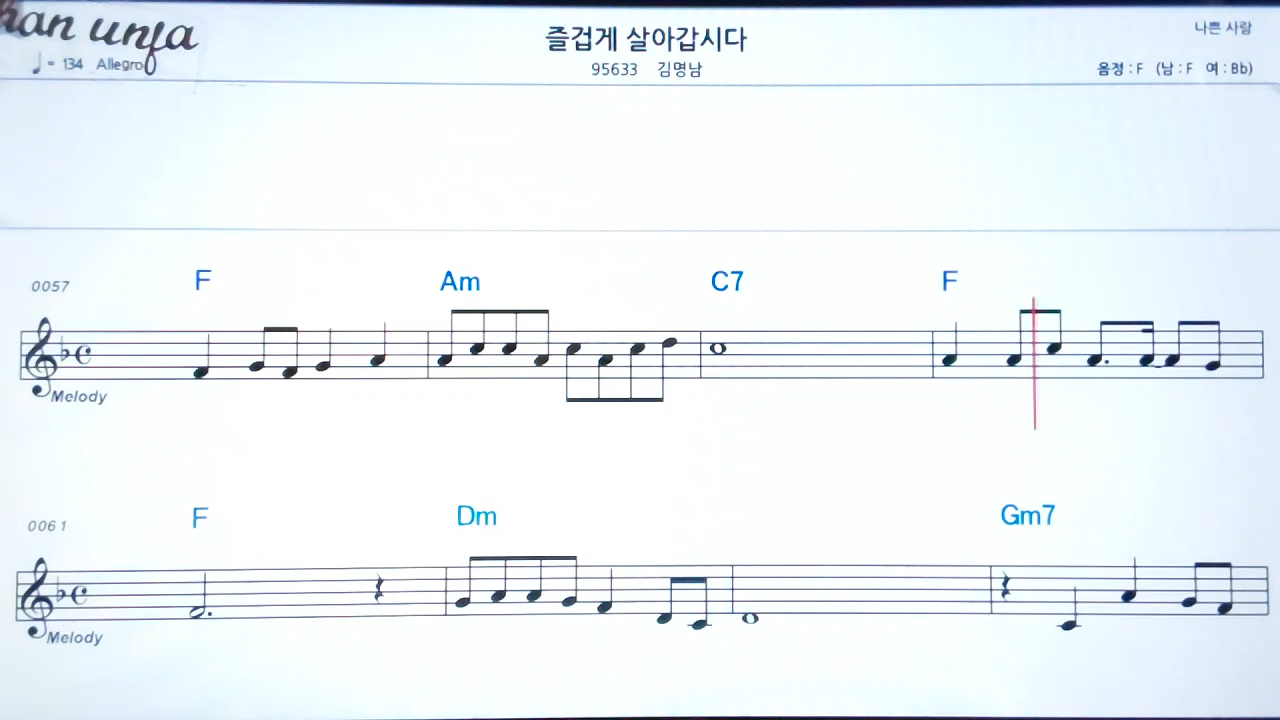 han unfa
즐겁게 살아갑시다
나쁜 사람
♩= 134 Allegro
95633 김명남
음정 : F (남 : F 여 : Bb)
F Am C7 F
0057
Melody
F Dm Gm7
0061
Melody